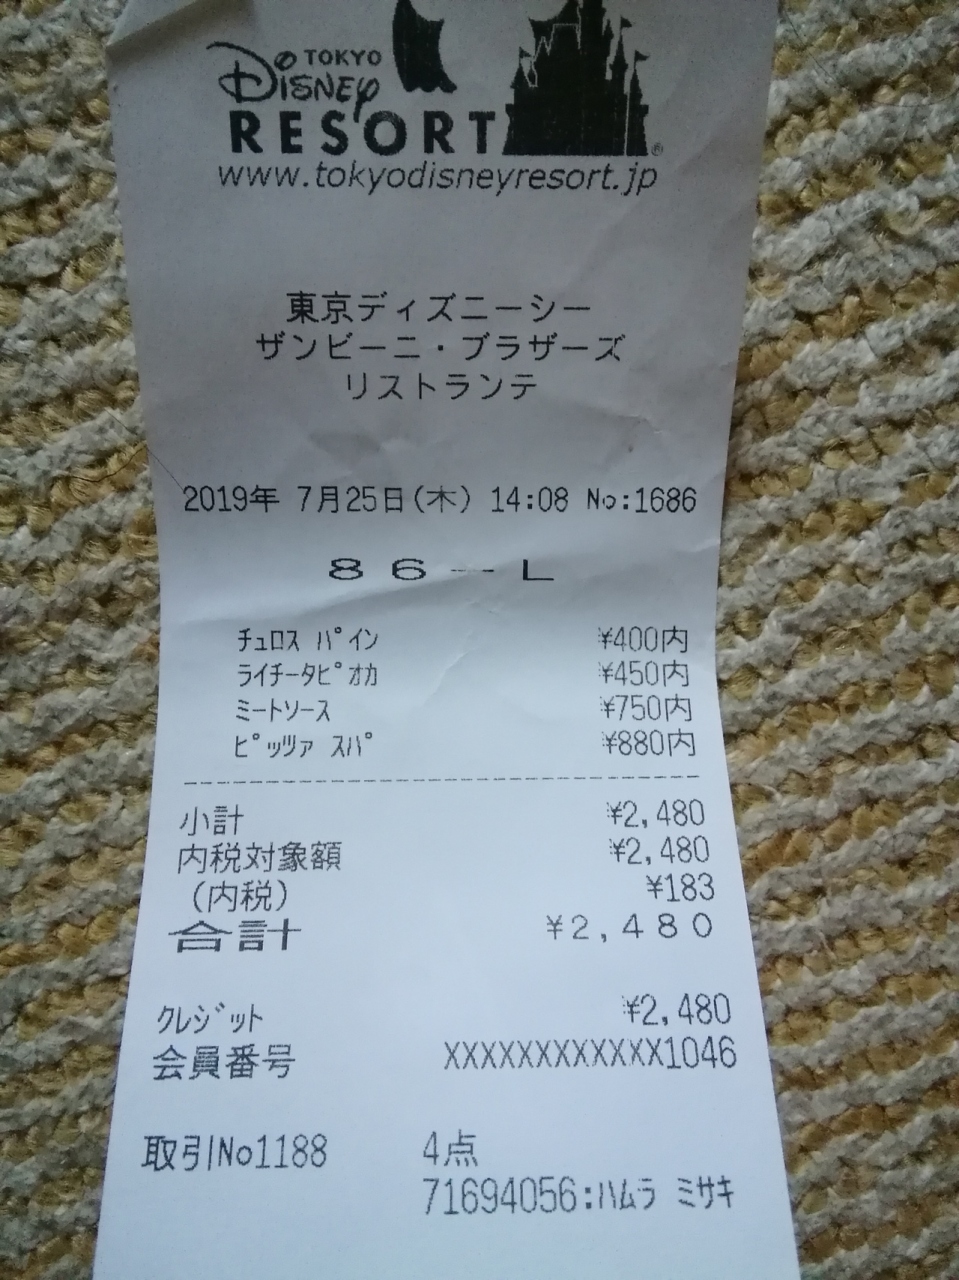 TOKYO
DISNEY
RESORT®
www.tokyodisneyresort.jp
東京ディズニーシー
ザンビーニ・ブラザーズ
リストランテ
2019年 7月25日(木) 14:08 No:1686
86-L
ﾁｭﾛｽ ﾊﾟｲﾝ ¥400内
ﾗｲﾁｰﾀﾋﾟｵｶ ¥450内
ﾐｰﾄｿｰｽ ¥750内
ﾋﾟｯﾂｧ ｽﾊﾟ ¥880内
小計 ¥2,480
内税対象額 ¥2,480
(内税) ¥183
合計 ¥2,480
ｸﾚｼﾞｯﾄ ¥2,480
会員番号 XXXXXXXXXXXX1046
取引No1188 4点
71694056:ﾊﾑﾗ ﾐｻｷ